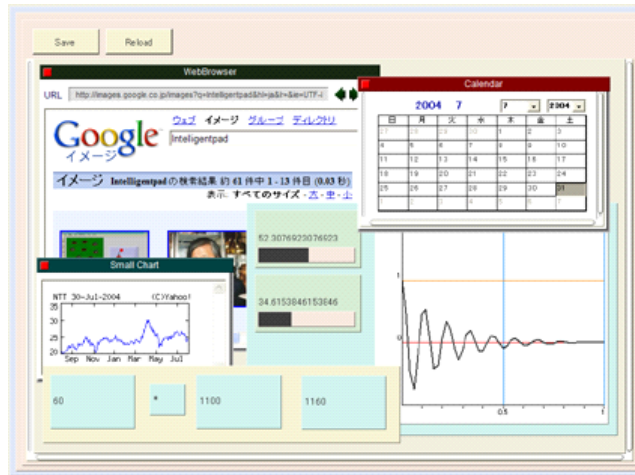 Save Reload
WebBrowser
URL http://images.google.co.jp/images?q=Intelligentpad&hl=ja&lr=&ie=UTF-
Google
イメージ
ウェブ イメージ グループ ディレクトリ
Intelligentpad
イメージ Intelligentpad の検索結果 約 61 件中 1 - 13 件目 (0.03 秒)
表示: すべてのサイズ - 大 - 中 - 小
Calendar
2004 7 7 2004
日 月 火 水 木 金 土
27 28 29 30 1 2 3
4 5 6 7 8 9 10
11 12 13 14 15 16 17
18 19 20 21 22 23 24
25 26 27 28 29 30 31
1 2 3 4 5 6 7
52.3076923076923
34.6153846153846
Small Chart
NTT 30-Jul-2004 (C)Yahoo!
35
30
25
20
Sep Nov Jan Mar May Jul
1
0
0.5 1
60 * 1100 1160